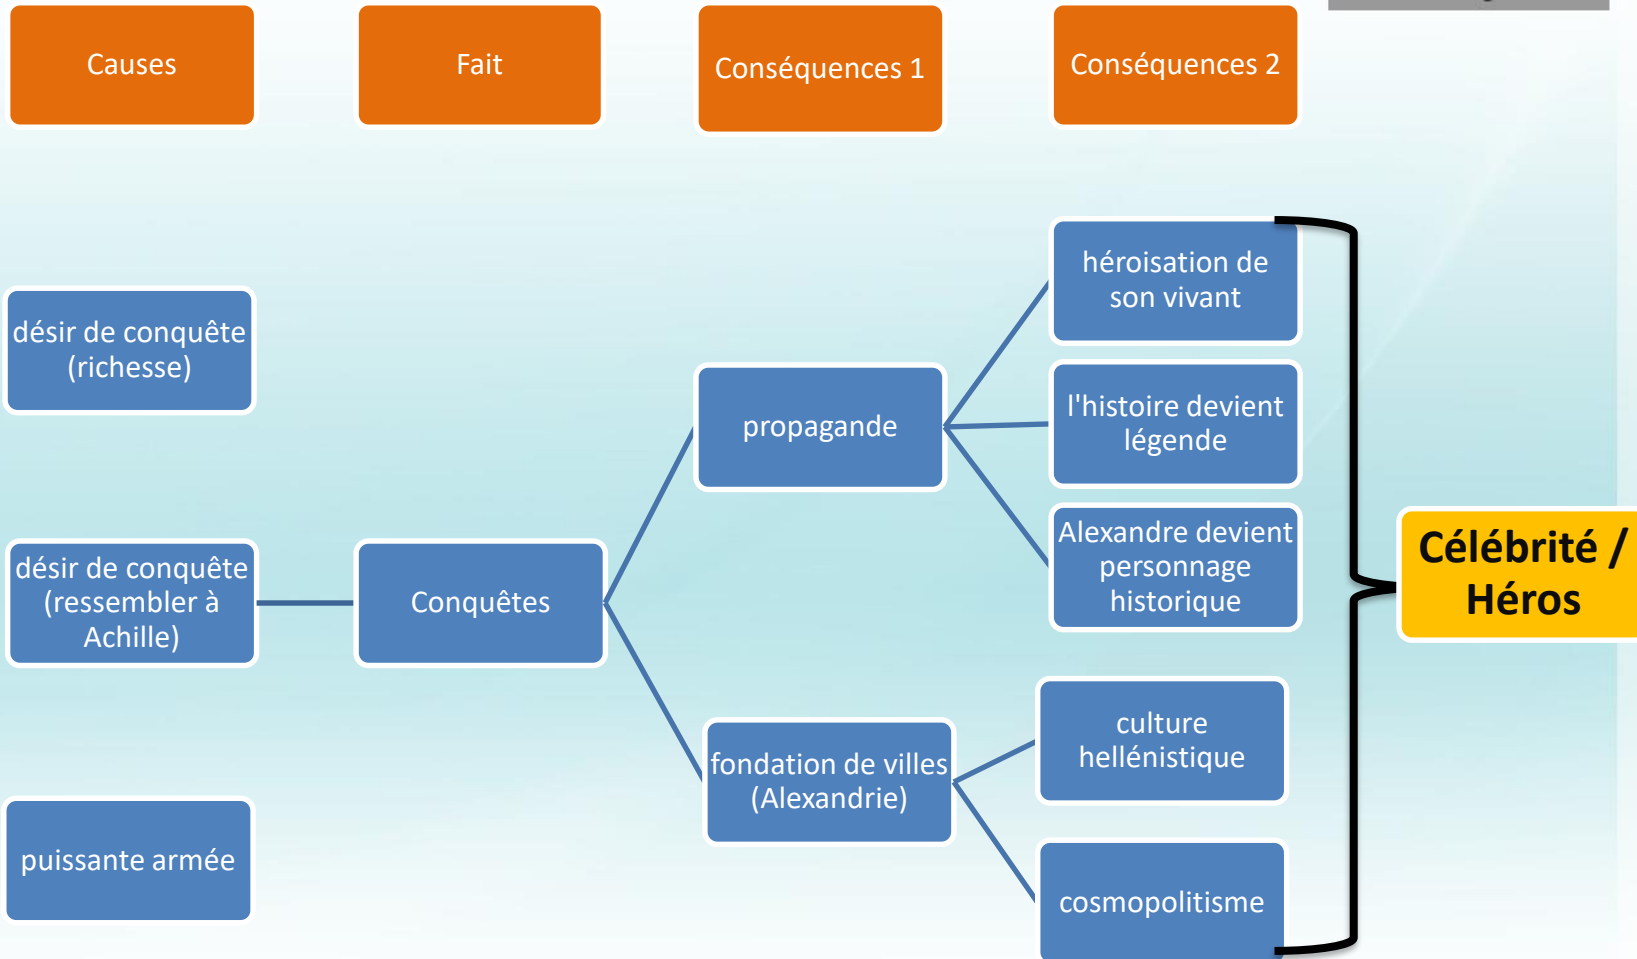 Causes
Fait
Conséquences 1
Conséquences 2
désir de conquête
(richesse)
désir de conquête
(ressembler à
Achille)
puissante armée
Conquêtes
propagande
fondation de villes
(Alexandrie)
héroisation de
son vivant
l'histoire devient
légende
Alexandre devient
personnage
historique
culture
hellénistique
cosmopolitisme
Célébrité /
Héros